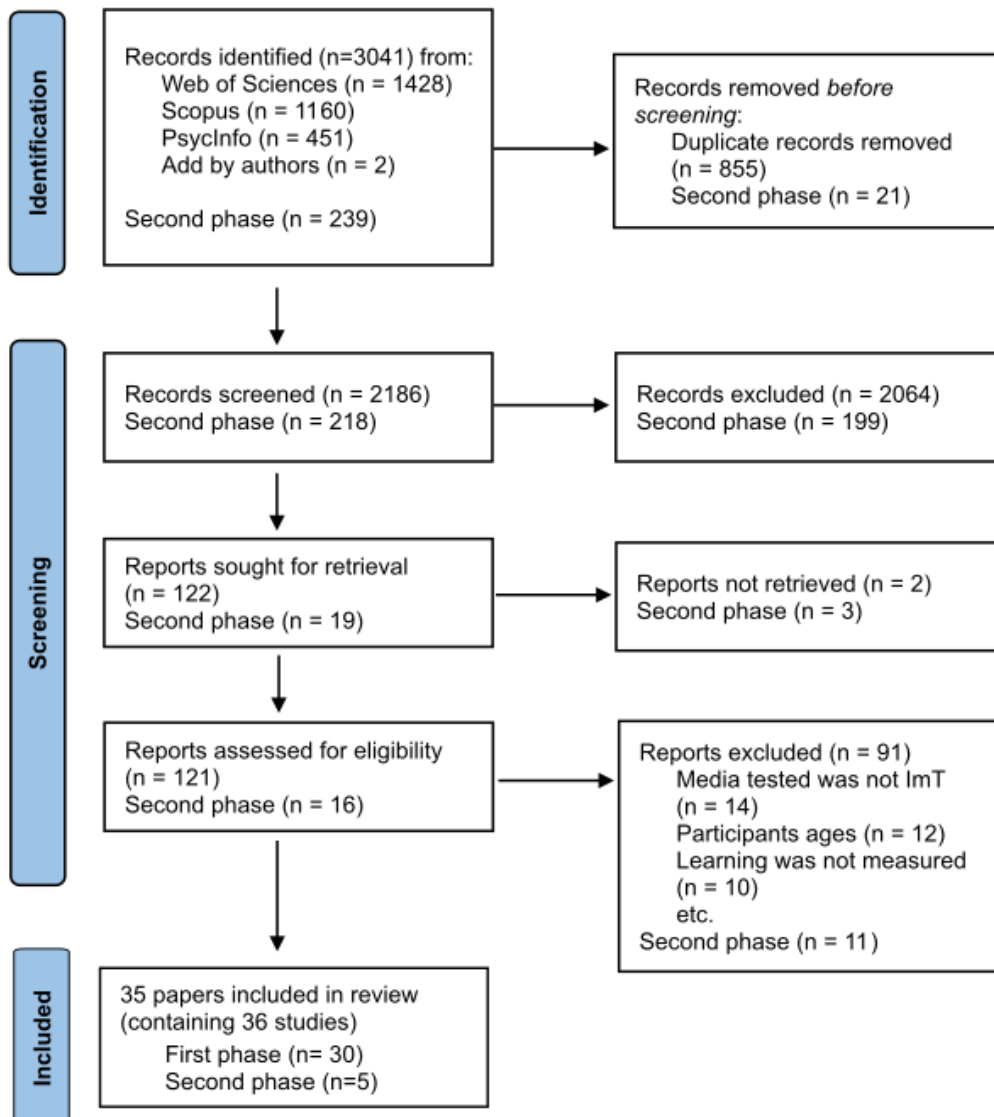 Identification
Records identified (n=3041) from:
Web of Sciences (n = 1428)
Scopus (n = 1160)
PsycInfo (n = 451)
Add by authors (n = 2)
Second phase (n = 239)
Records removed before
screening:
Duplicate records removed
(n = 855)
Second phase (n = 21)
Screening
Records screened (n = 2186)
Second phase (n = 218)
Records excluded (n = 2064)
Second phase (n = 199)
Reports sought for retrieval
(n = 122)
Second phase (n = 19)
Reports not retrieved (n = 2)
Second phase (n = 3)
Reports assessed for eligibility
(n = 121)
Second phase (n = 16)
Reports excluded (n = 91)
Media tested was not ImT
(n = 14)
Participants ages (n = 12)
Learning was not measured
(n = 10)
etc.
Second phase (n = 11)
Included
35 papers included in review
(containing 36 studies)
First phase (n= 30)
Second phase (n=5)